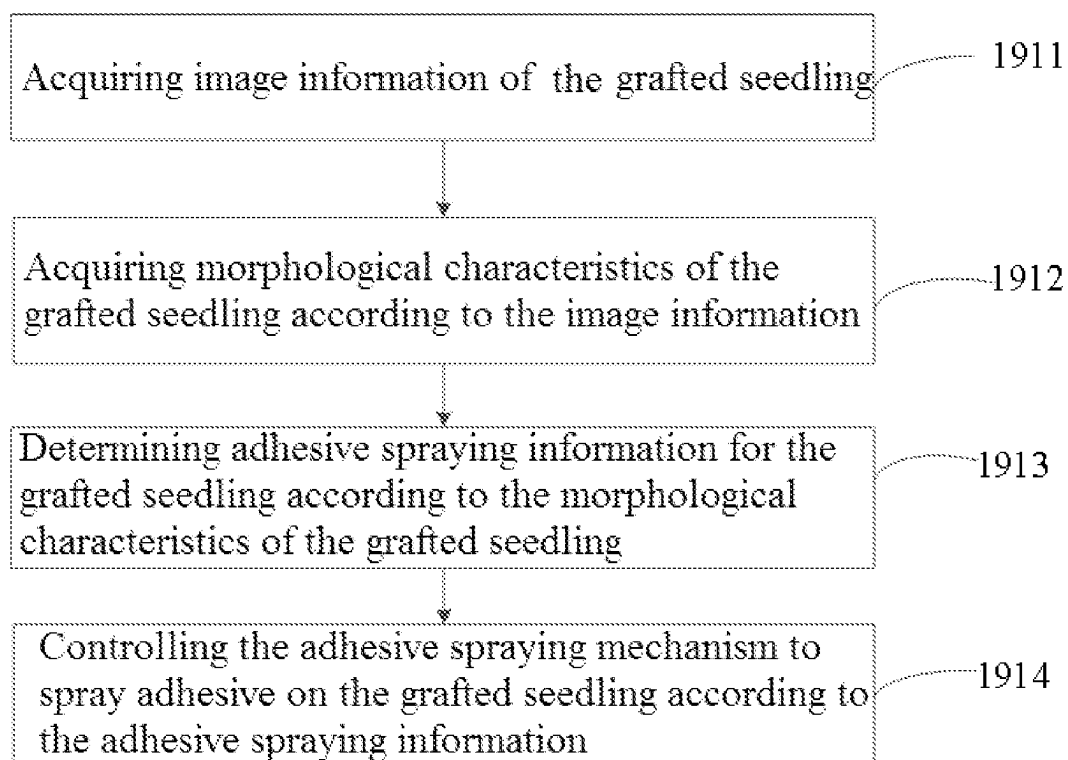 Acquiring image information of the grafted seedling
1911
Acquiring morphological characteristics of the
grafted seedling according to the image information
1912
Determining adhesive spraying information for the
grafted seedling according to the morphological
characteristics of the grafted seedling
1913
Controlling the adhesive spraying mechanism to
spray adhesive on the grafted seedling according to
the adhesive spraying information
1914